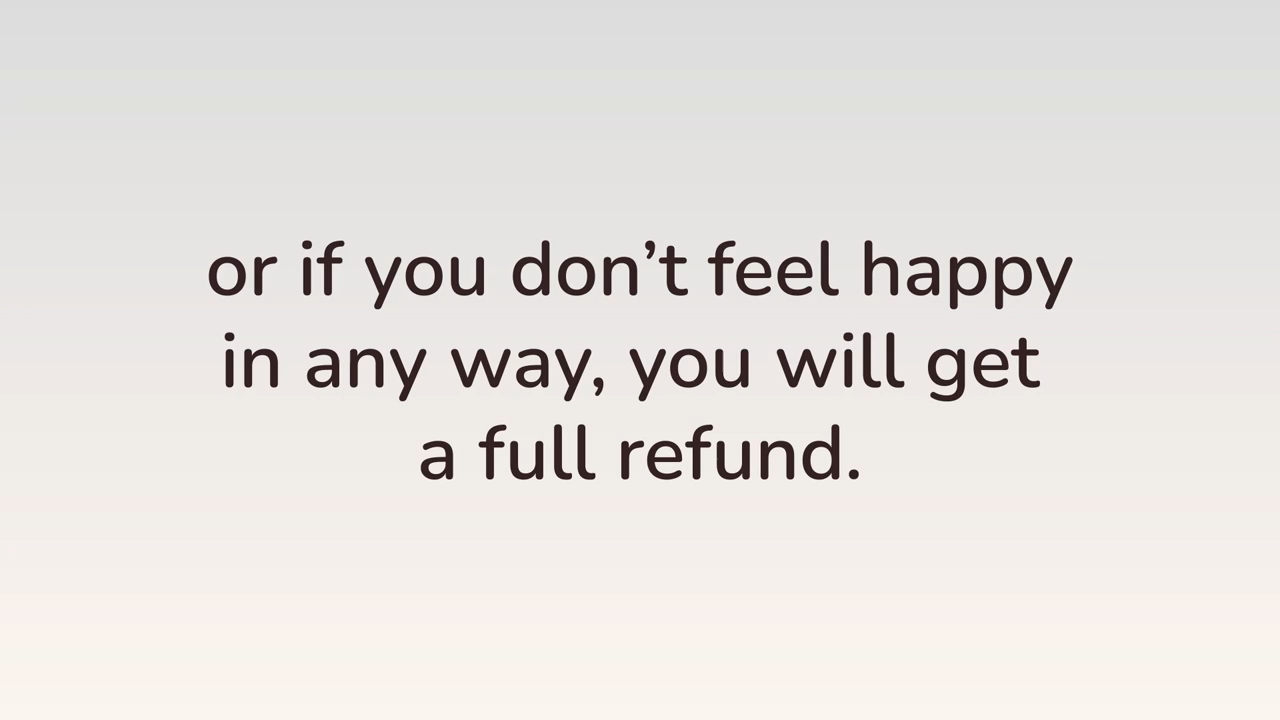 or if you don’t feel happy
in any way, you will get
a full refund.